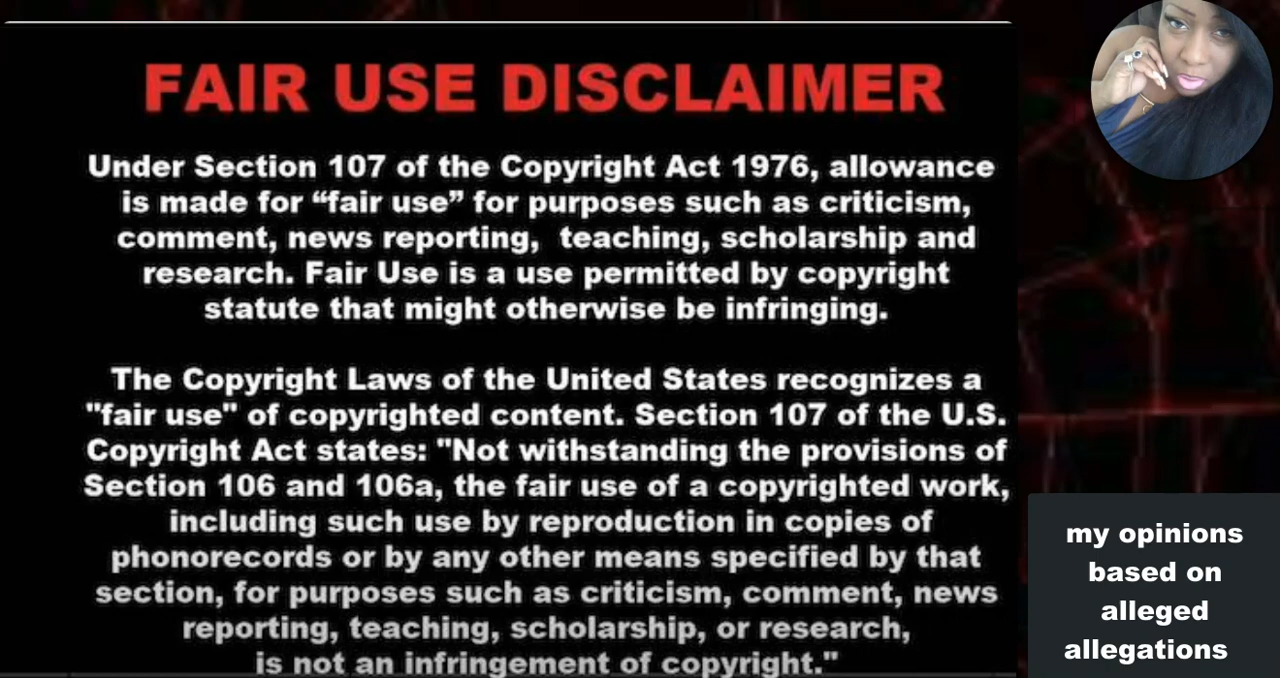 FAIR USE DISCLAIMER
Under Section 107 of the Copyright Act 1976, allowance
is made for “fair use” for purposes such as criticism,
comment, news reporting,  teaching, scholarship and
research. Fair Use is a use permitted by copyright
statute that might otherwise be infringing.
The Copyright Laws of the United States recognizes a
"fair use" of copyrighted content. Section 107 of the U.S.
Copyright Act states: "Not withstanding the provisions of
Section 106 and 106a, the fair use of a copyrighted work,
including such use by reproduction in copies of
phonorecords or by any other means specified by that
section, for purposes such as criticism, comment, news
reporting, teaching, scholarship, or research,
is not an infringement of copyright."
my opinions
based on
alleged
allegations